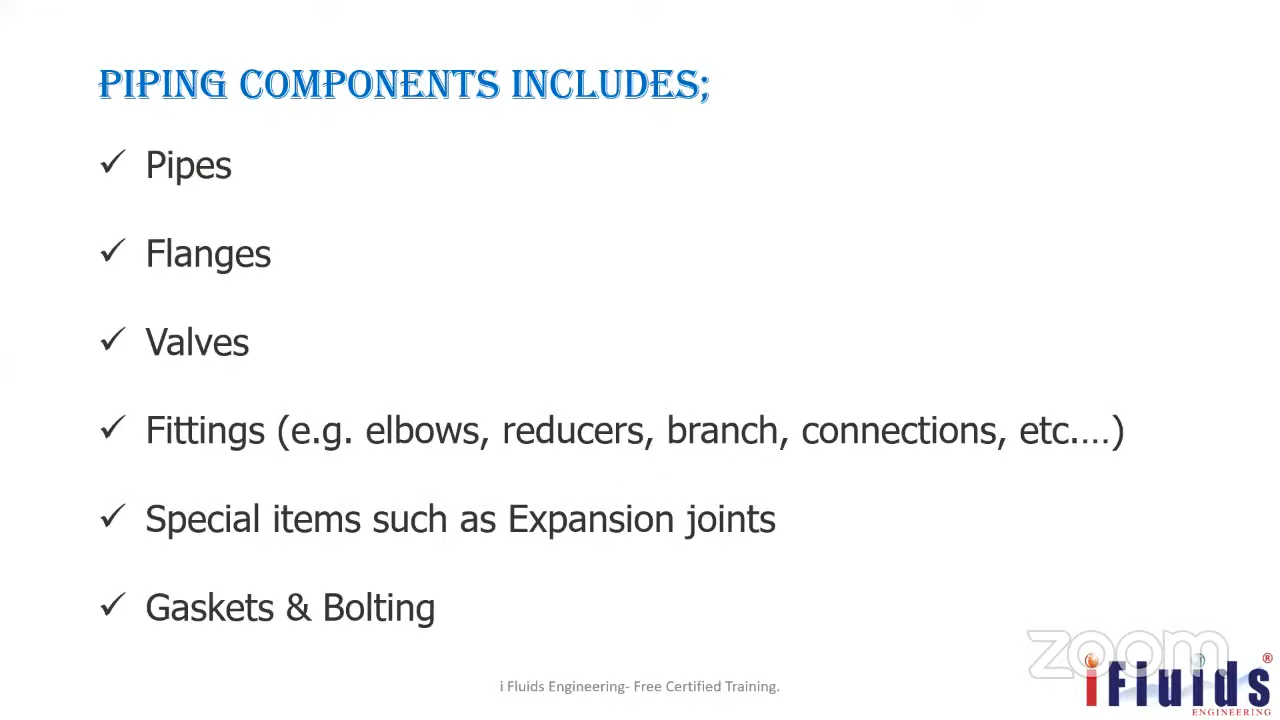 PIPING COMPONENTS INCLUDES;
✓ Pipes
✓ Flanges
✓ Valves
✓ Fittings (e.g. elbows, reducers, branch, connections, etc.…)
✓ Special items such as Expansion joints
✓ Gaskets & Bolting
zoom
i Fluids Engineering- Free Certified Training.
iFluids®
ENGINEERING